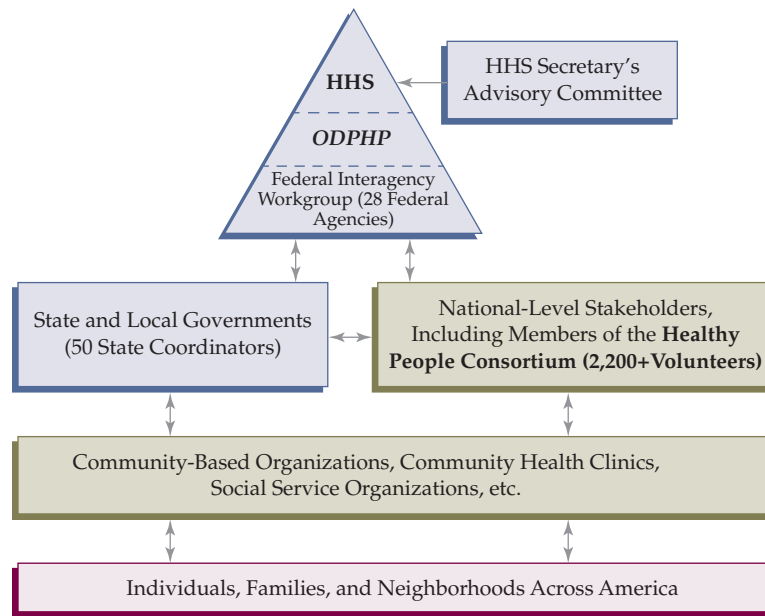 HHS
HHS Secretary's
Advisory Committee
ODPHP
Federal Interagency
Workgroup (28 Federal
Agencies)
State and Local Governments
(50 State Coordinators)
National-Level Stakeholders,
Including Members of the Healthy
People Consortium (2,200+Volunteers)
Community-Based Organizations, Community Health Clinics,
Social Service Organizations, etc.
Individuals, Families, and Neighborhoods Across America